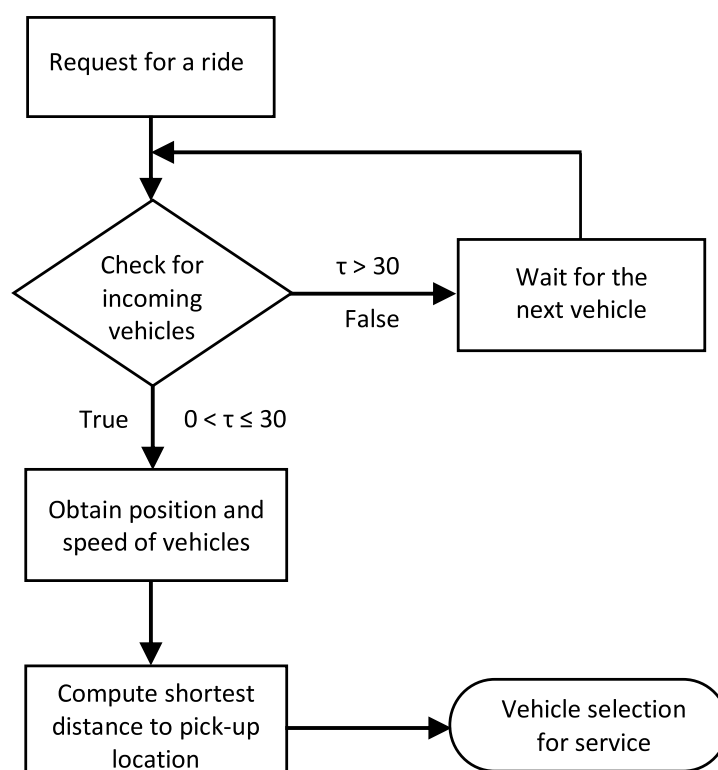 Request for a ride
Check for
incoming
vehicles
τ > 30
False
Wait for the
next vehicle
True
0 < τ ≤ 30
Obtain position and
speed of vehicles
Compute shortest
distance to pick-up
location
Vehicle selection
for service